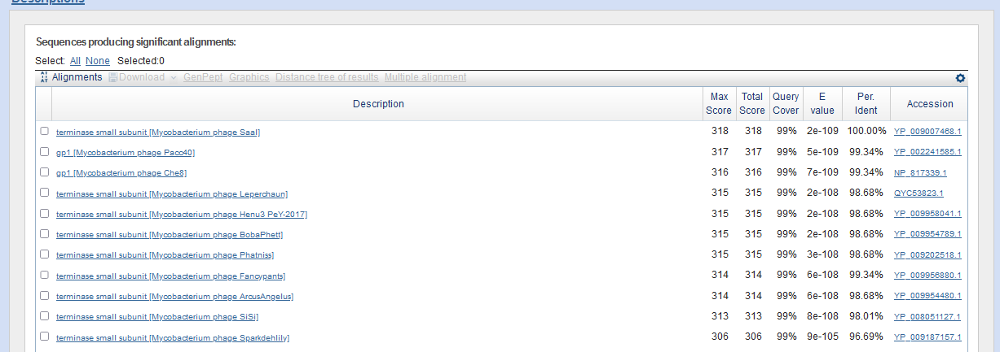 Descriptions
Sequences producing significant alignments:
Select: All None Selected:0
Alignments Download GenPept Graphics Distance tree of results Multiple alignment
Description Max Score Total Score Query Cover E value Per. Ident Accession
terminase small subunit [Mycobacterium phage Saal] 318 318 99% 2e-109 100.00% YP_009007468.1
gp1 [Mycobacterium phage Pacc40] 317 317 99% 5e-109 99.34% YP_002241585.1
gp1 [Mycobacterium phage Che8] 316 316 99% 7e-109 99.34% NP_817339.1
terminase small subunit [Mycobacterium phage Leperchaun] 315 315 99% 2e-108 98.68% QYC53823.1
terminase small subunit [Mycobacterium phage Henu3 PeY-2017] 315 315 99% 2e-108 98.68% YP_009958041.1
terminase small subunit [Mycobacterium phage BobaPhett] 315 315 99% 2e-108 98.68% YP_009954789.1
terminase small subunit [Mycobacterium phage Phatniss] 315 315 99% 3e-108 98.68% YP_009202518.1
terminase small subunit [Mycobacterium phage Fancypants] 314 314 99% 6e-108 99.34% YP_009956880.1
terminase small subunit [Mycobacterium phage ArcusAngelus] 314 314 99% 6e-108 98.68% YP_009954480.1
terminase small subunit [Mycobacterium phage SiSi] 313 313 99% 8e-108 98.01% YP_008051127.1
terminase small subunit [Mycobacterium phage Sparkdehlily] 306 306 99% 9e-105 96.69% YP_009187157.1